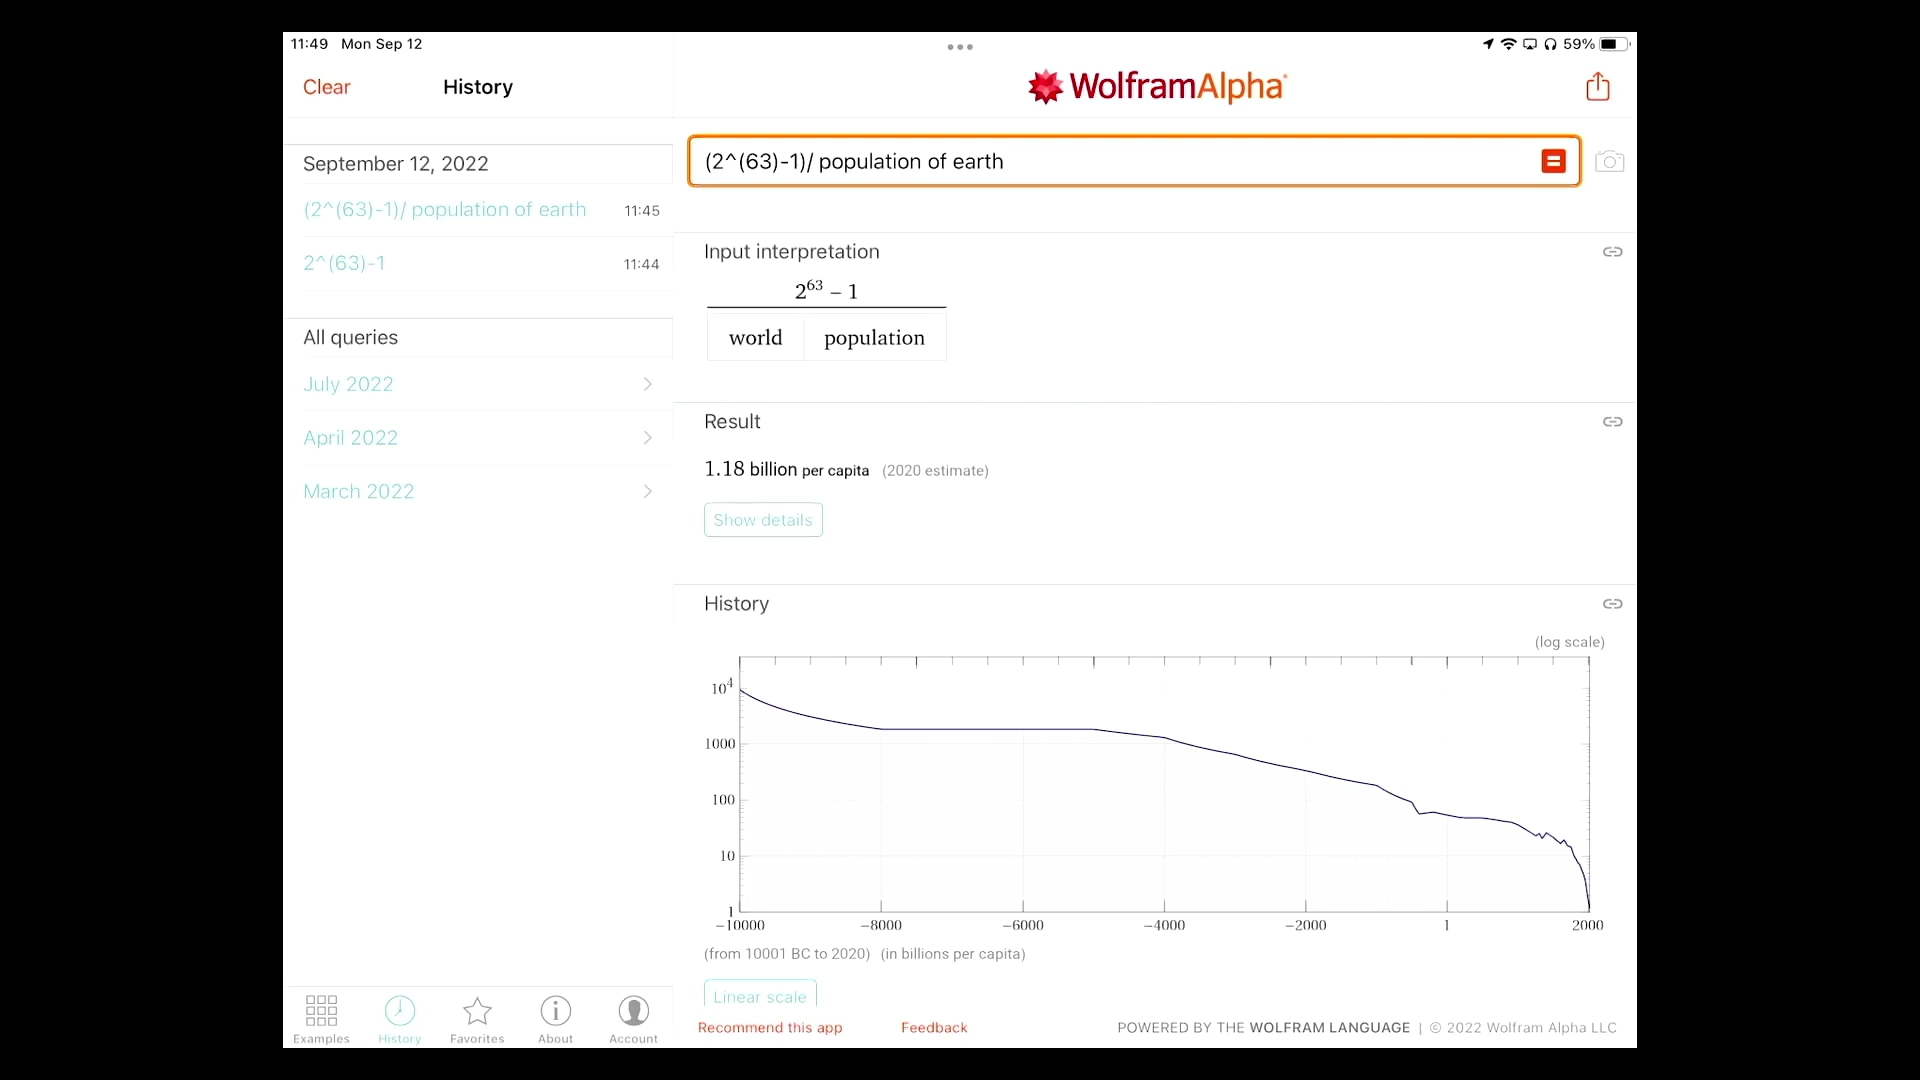 11:49 Mon Sep 12
59%
Clear
History
WolframAlpha
September 12, 2022
(2^(63)-1)/ population of earth 11:45
2^(63)-1 11:44
All queries
July 2022
April 2022
March 2022
(2^(63)-1)/ population of earth
=
Input interpretation
2^63 – 1
world population
Result
1.18 billion per capita (2020 estimate)
Show details
History
(log scale)
10^4
1000
100
10
1
−10000 −8000 −6000 −4000 −2000 1 2000
(from 10001 BC to 2020) (in billions per capita)
Linear scale
Examples History Favorites About Account
Recommend this app Feedback POWERED BY THE WOLFRAM LANGUAGE | © 2022 Wolfram Alpha LLC